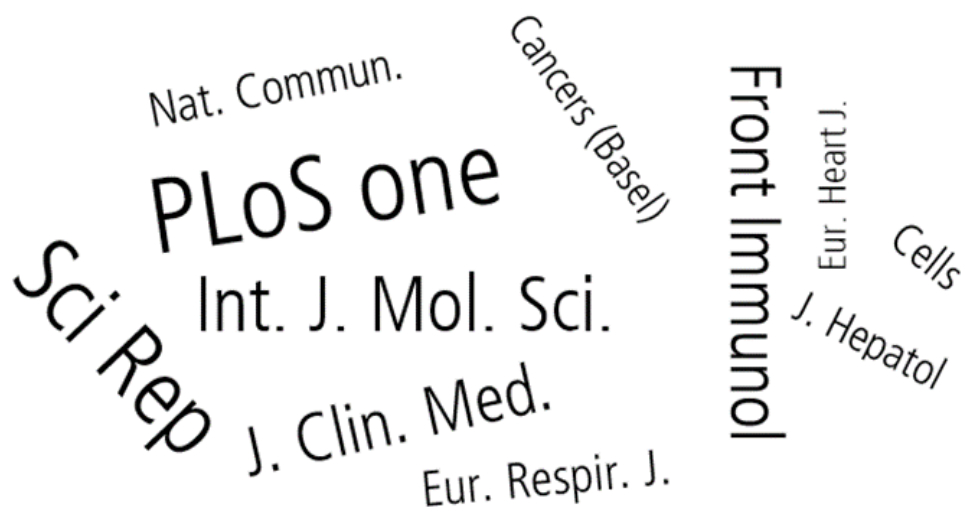 Nat. Commun.
Cancers (Basel)
PLoS one
Front Immunol
Eur. Heart J.
Cells
Sci Rep
Int. J. Mol. Sci.
J. Hepatol
J. Clin. Med.
Eur. Respir. J.